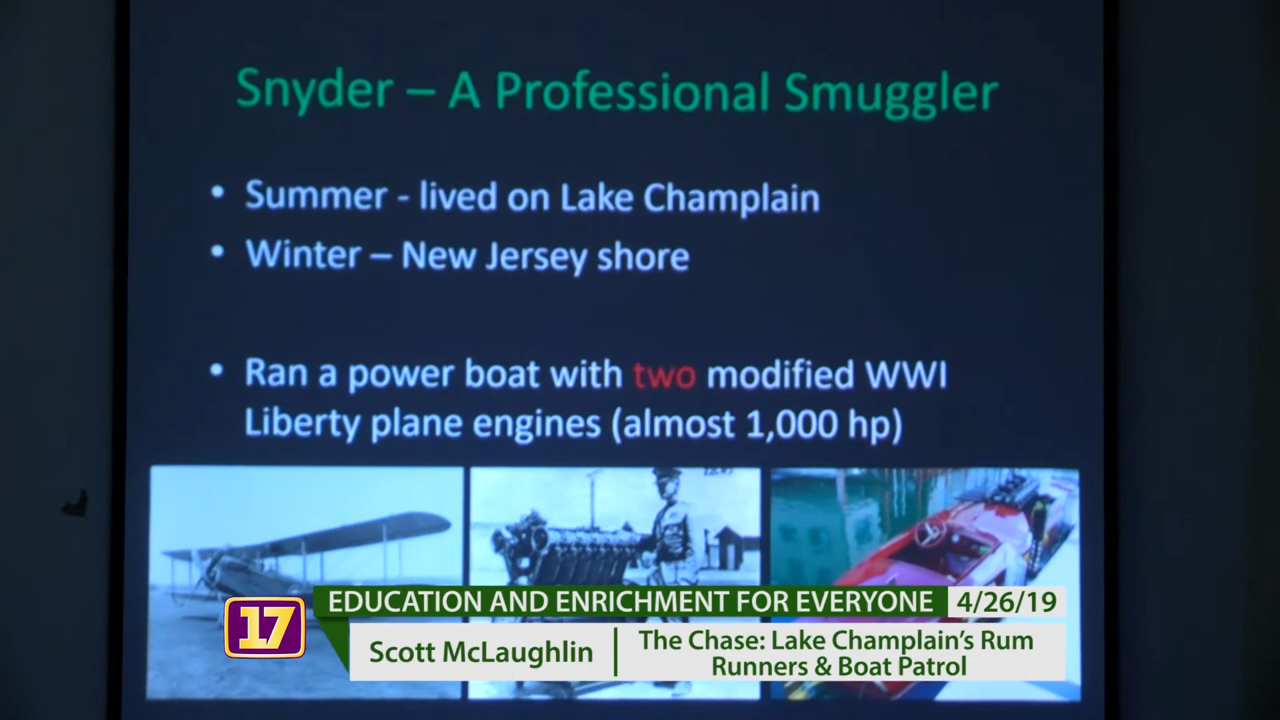 Snyder – A Professional Smuggler
• Summer - lived on Lake Champlain
• Winter – New Jersey shore
• Ran a power boat with two modified WWI
Liberty plane engines (almost 1,000 hp)
17
EDUCATION AND ENRICHMENT FOR EVERYONE
4/26/19
Scott McLaughlin
The Chase: Lake Champlain's Rum
Runners & Boat Patrol